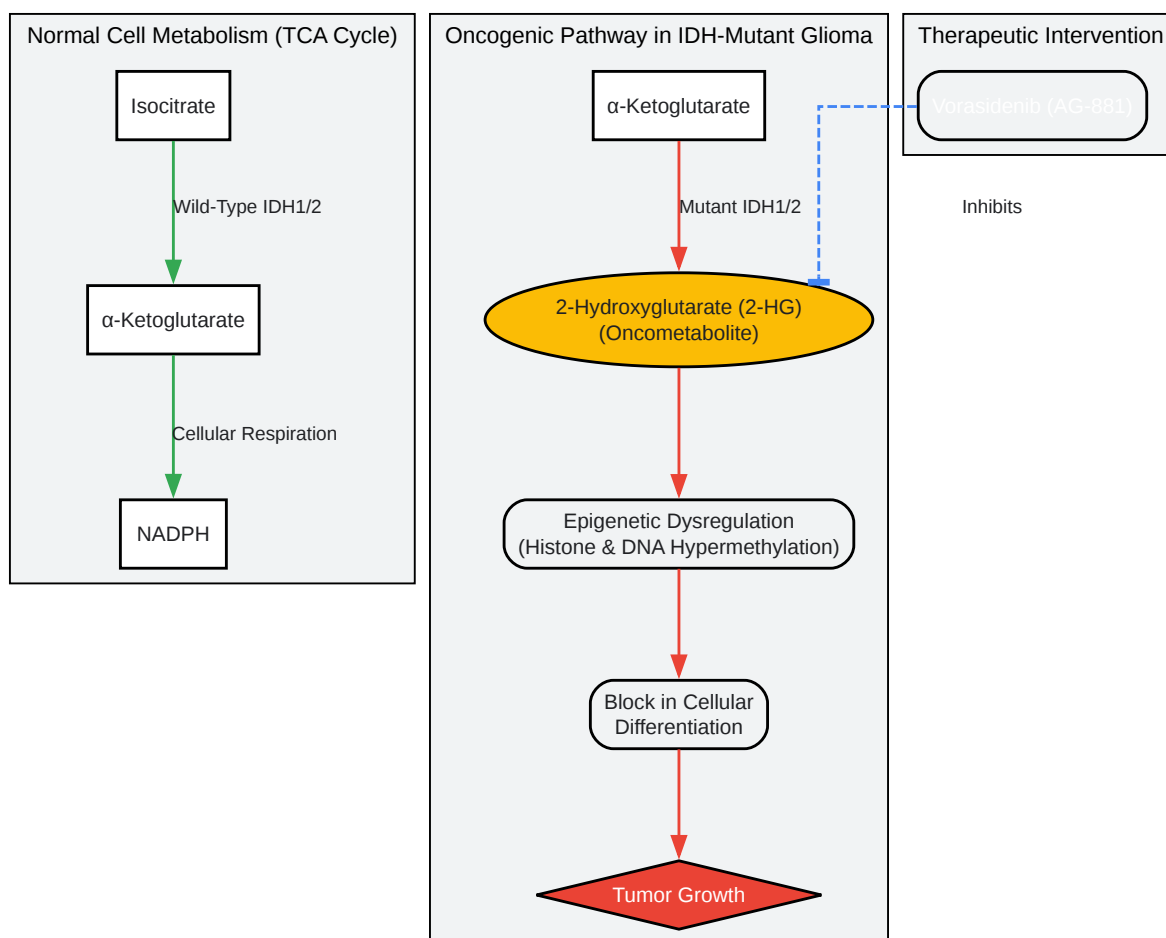 Normal Cell Metabolism (TCA Cycle)
Isocitrate
Wild-Type IDH1/2
α-Ketoglutarate
Cellular Respiration
NADPH
Oncogenic Pathway in IDH-Mutant Glioma
α-Ketoglutarate
Mutant IDH1/2
2-Hydroxyglutarate (2-HG)
(Oncometabolite)
Epigenetic Dysregulation
(Histone & DNA Hypermethylation)
Block in Cellular
Differentiation
Tumor Growth
Therapeutic Intervention
Vorasidenib (AG-881)
Inhibits